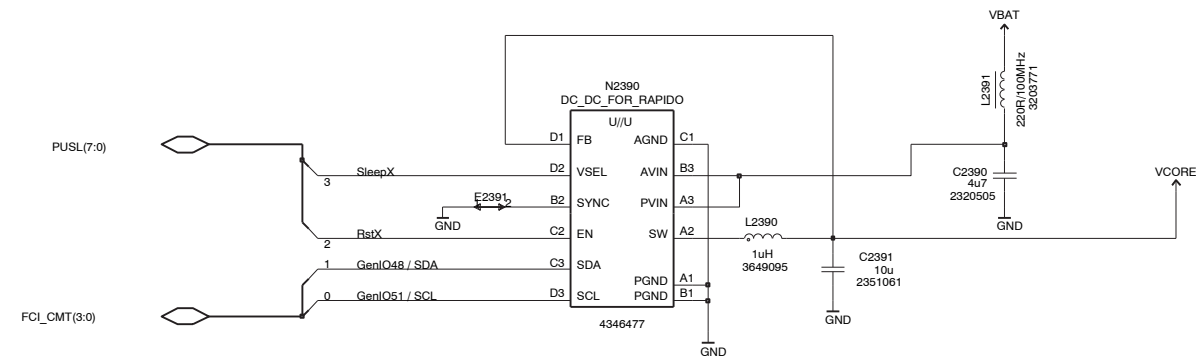 VBAT
L2391
220R/100MHz
3203771
N2390
DC_DC_FOR_RAPIDO
U//U
PUSL(7:0)
D1 FB AGND C1
3 SleepX D2 VSEL AVIN B3
C2390
4u7
2320505
VCORE
E2391
1 2 B2 SYNC PVIN A3
GND
GND
2 RstX C2 EN SW A2
L2390
1uH
3649095
1 GenIO48 / SDA C3 SDA
C2391
10u
2351061
PGND A1
0 GenIO51 / SCL D3 SCL PGND B1
FCI_CMT(3:0)
4346477
GND
GND